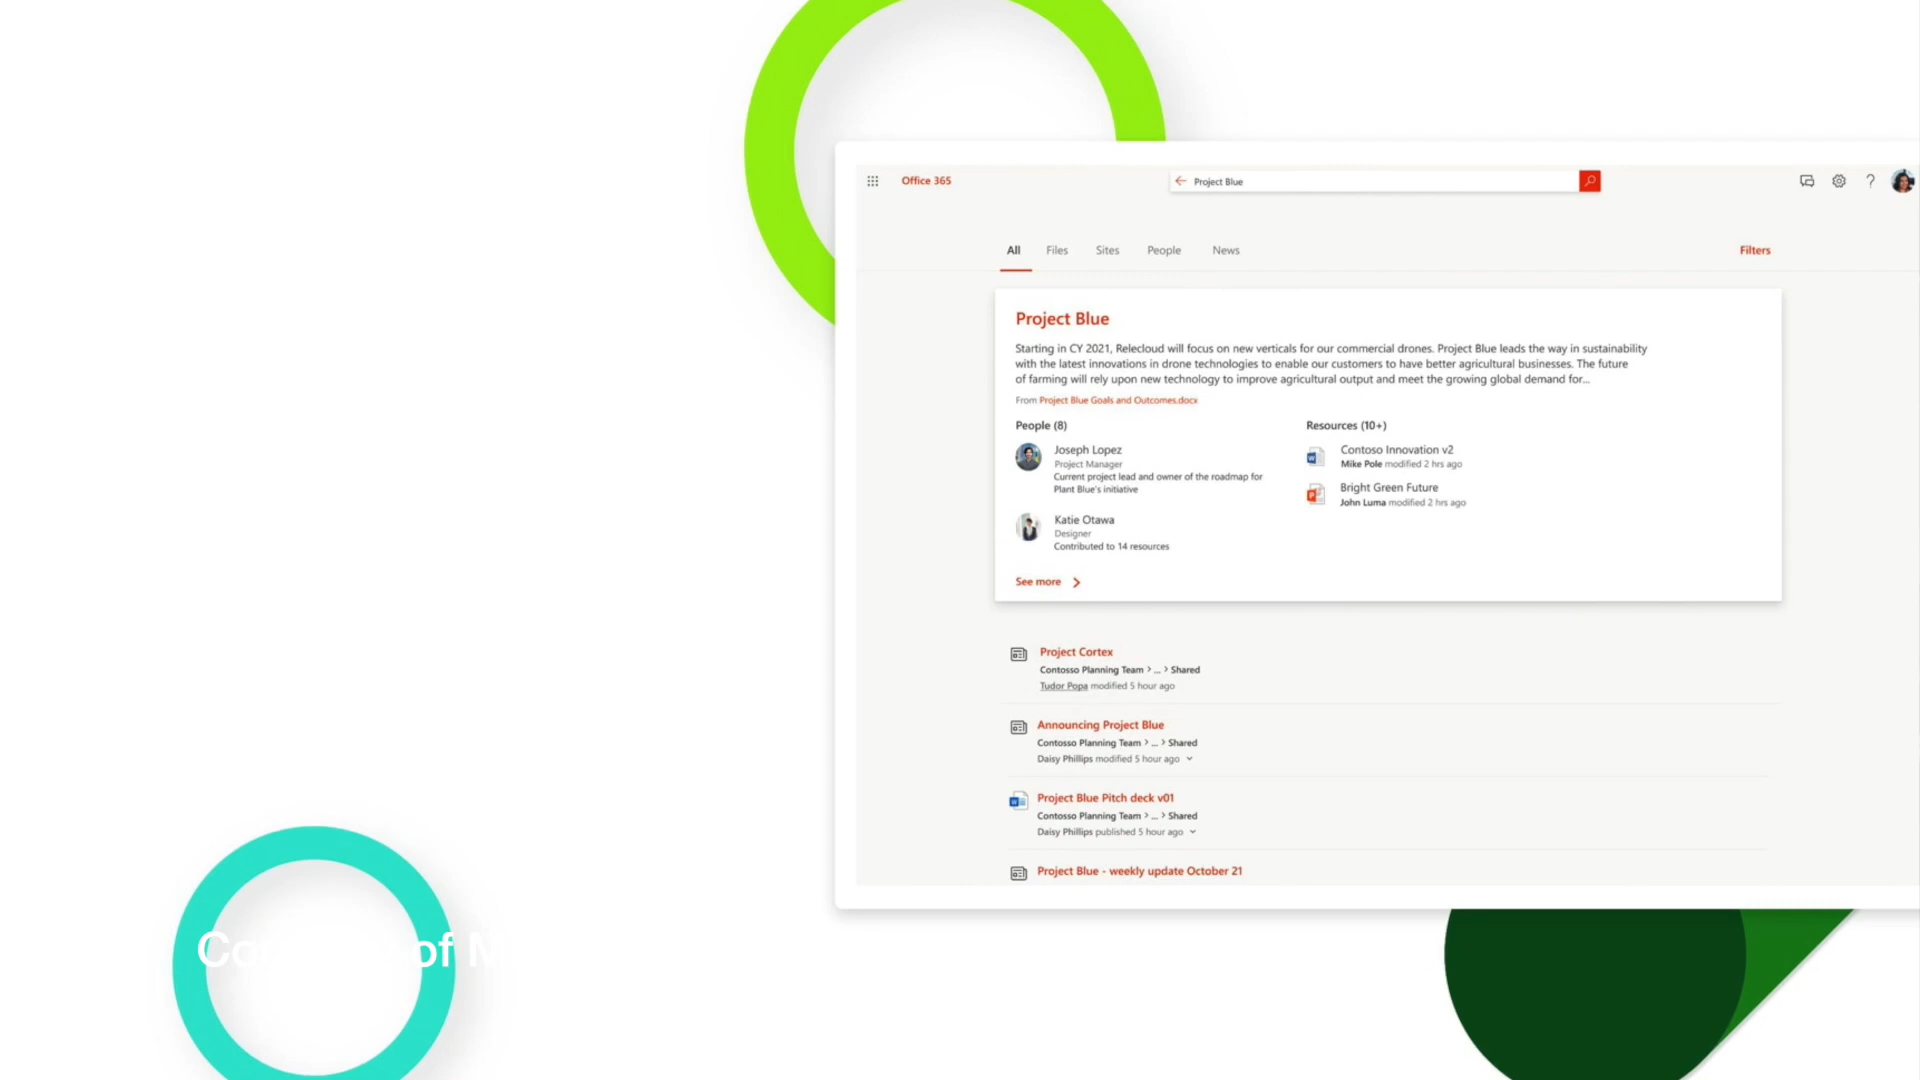 Office 365
Project Blue
All Files Sites People News Filters
Project Blue
Starting in CY 2021, Relecloud will focus on new verticals for our commercial drones. Project Blue leads the way in sustainability
with the latest innovations in drone technologies to enable our customers to have better agricultural businesses. The future
of farming will rely upon new technology to improve agricultural output and meet the growing global demand for...
From Project Blue Goals and Outcomes.docx
People (8)
Joseph Lopez
Project Manager
Current project lead and owner of the roadmap for
Plant Blue's initiative
Katie Otawa
Designer
Contributed to 14 resources
See more
Resources (10+)
Contoso Innovation v2
Mike Pole modified 2 hrs ago
Bright Green Future
John Luma modified 2 hrs ago
Project Cortex
Contosso Planning Team > ... > Shared
Tudor Popa modified 5 hour ago
Announcing Project Blue
Contosso Planning Team > ... > Shared
Daisy Phillips modified 5 hour ago
Project Blue Pitch deck v01
Contosso Planning Team > ... > Shared
Daisy Phillips published 5 hour ago
Project Blue - weekly update October 21
of